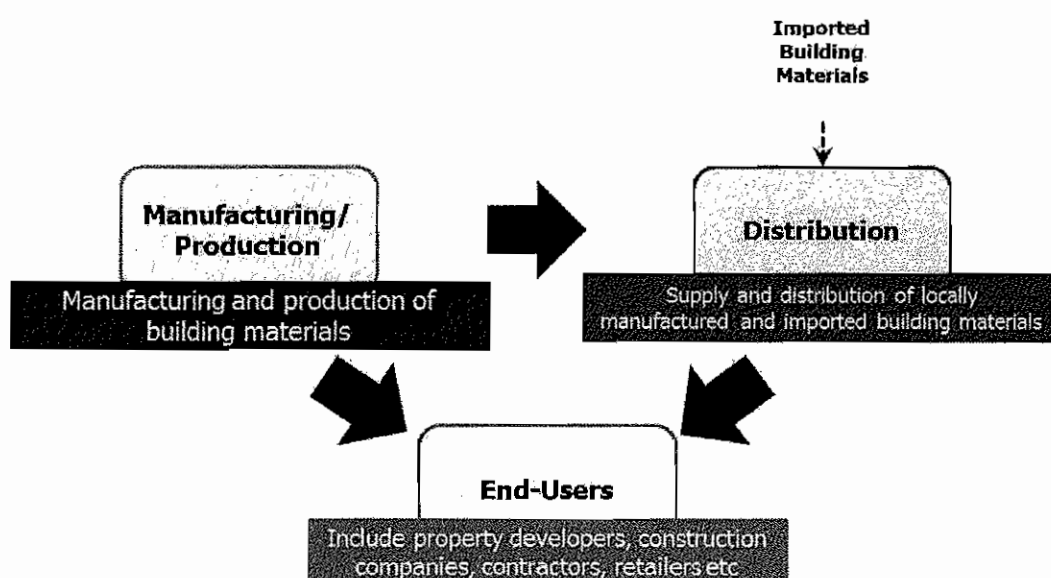 Imported
Building
Materials
Manufacturing/
Production
Distribution
Manufacturing and production of
building materials
Supply and distribution of locally
manufactured and imported building materials
End-Users
Include property developers, construction
companies, contractors, retailers etc